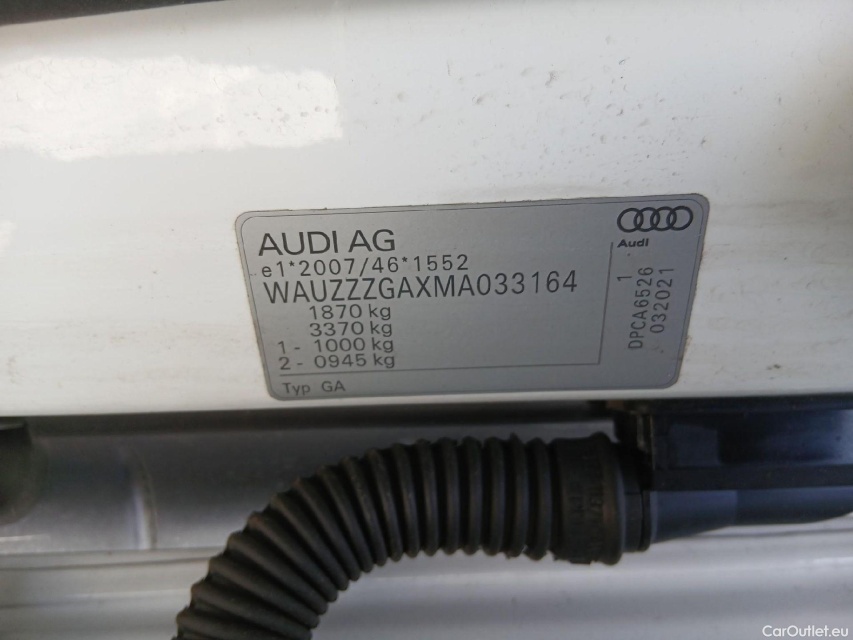 AUDI AG
e1*2007/46*1552
WAUZZZGAXMA033164
1870 kg
3370 kg
1 - 1000 kg
2 - 0945 kg
Typ GA
Audi
1
DPCA6526
032021
CarOutlet.eu